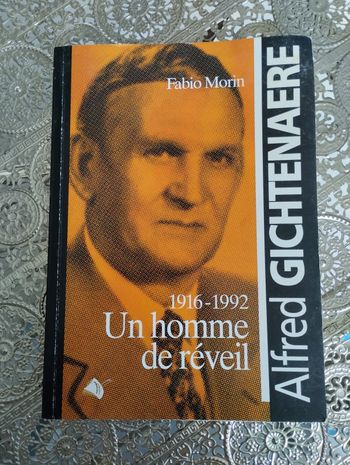 Fabio Morin
1916-1992
Un homme
de réveil
Alfred GICHTENAERE